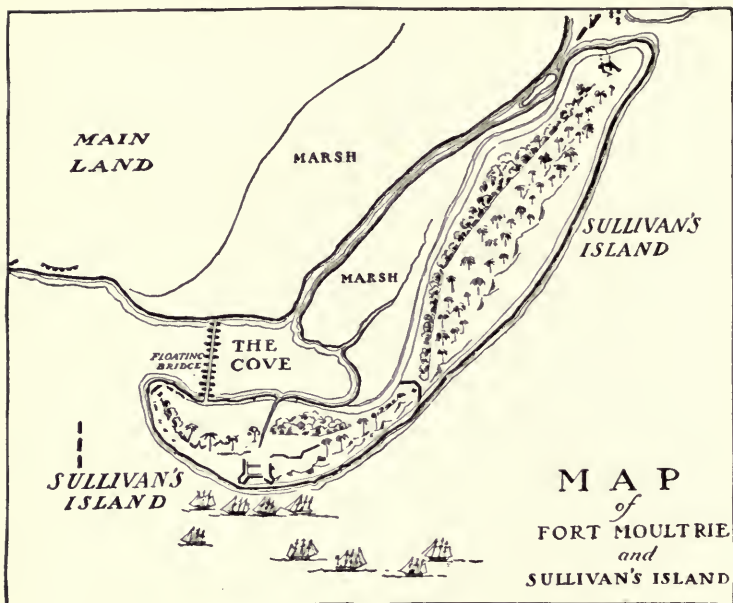 MAIN
LAND
MARSH
SULLIVAN'S
ISLAND
MARSH
FLOATING
BRIDGE
THE
COVE
SULLIVAN'S
ISLAND
MAP
of
FORT MOULTRIE
and
SULLIVAN'S ISLAND